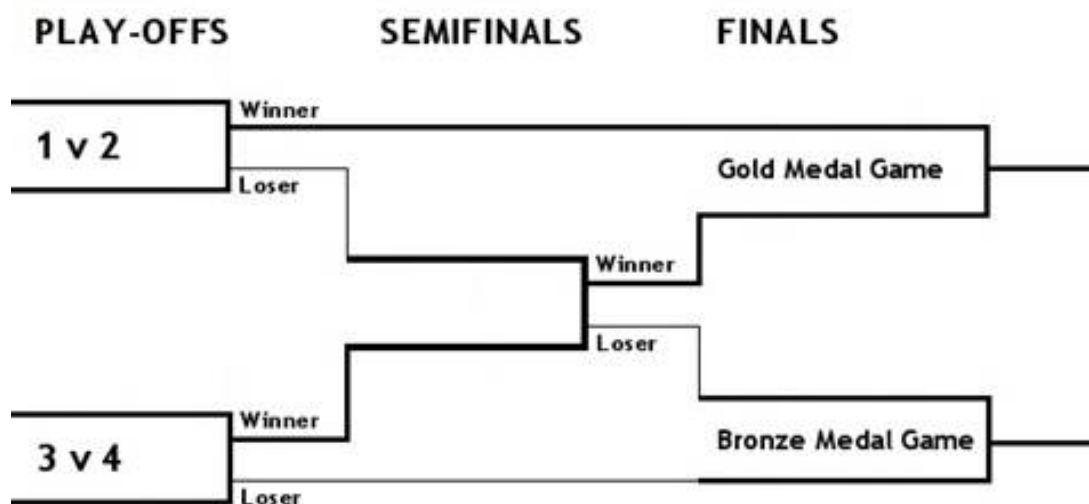 PLAY-OFFS SEMIFINALS FINALS
Winner
1 v 2
Loser
Gold Medal Game
Winner
Loser
Winner
3 v 4
Loser
Bronze Medal Game